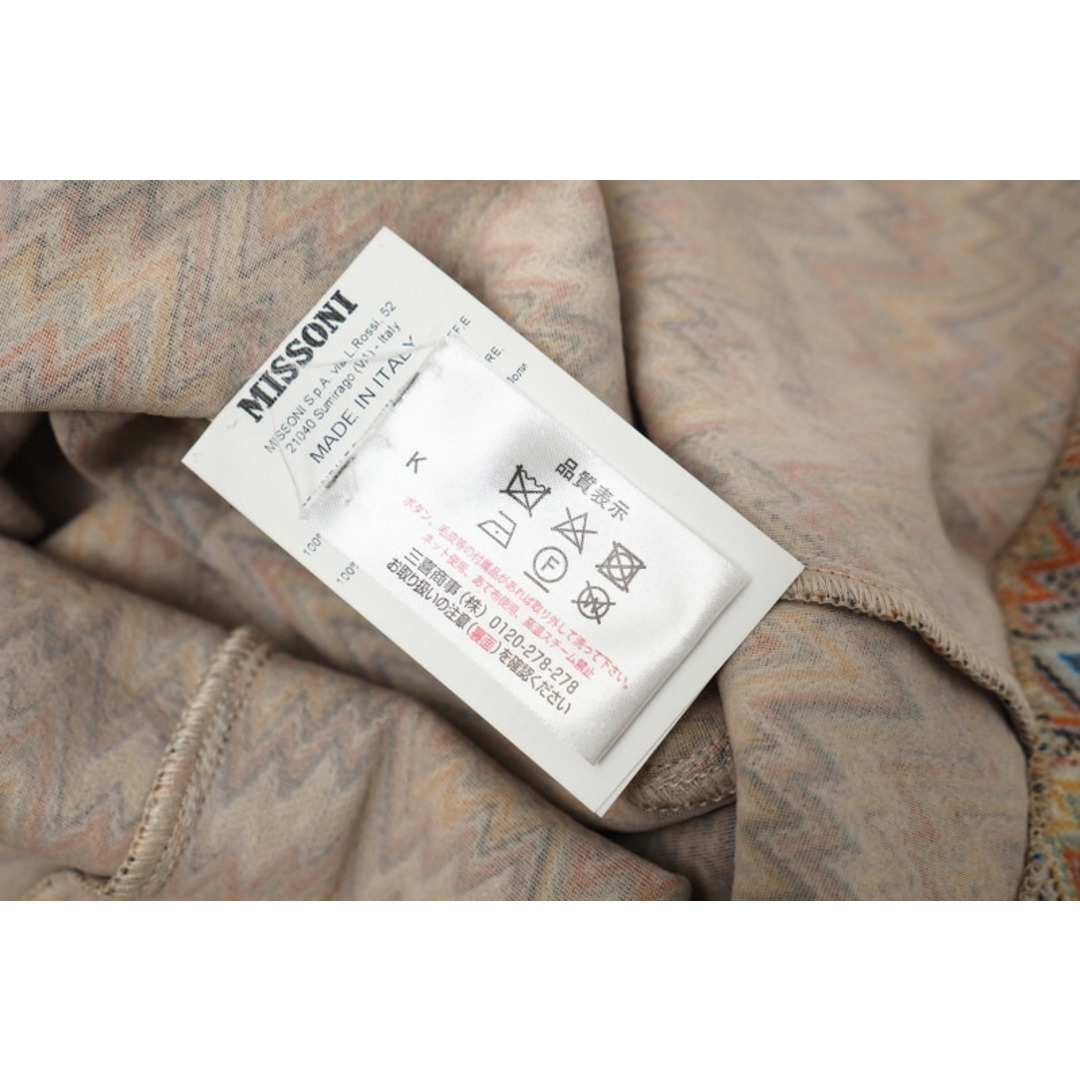 MISSONI
MISSONI S.p.A. via L.Rossi, 52
21040 Sumirago (VA) - Italy
MADE IN ITALY
F.E
RE.
100%
100%
K
品質表示
F
W
ボタン、毛皮等の付属品があれば取り外して洗って下さい。
ネット使用、あて布使用、高温スチーム禁止
三喜商事(株) 0120-278-278
お取り扱いの注意(裏面)を確認ください